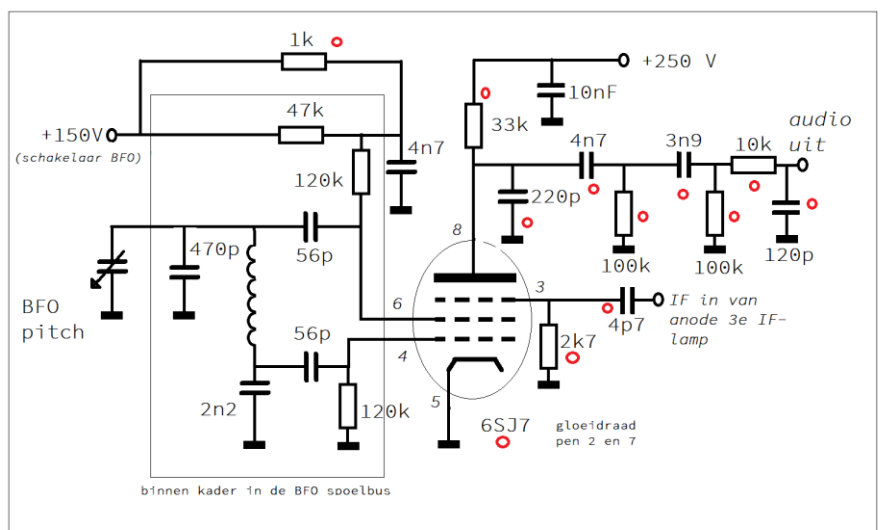 1k
+250 V
10nF
47k
33k
+150V
(schakelaar BFO)
4n7
3n9
10k
audio
uit
4n7
120k
220p
470p
56p
8
100k
100k
120p
BFO
pitch
6
3
IF in van
anode 3e IF-
lamp
4p7
56p
4
2k7
2n2
120k
5
6SJ7
gloeidraad
pen 2 en 7
binnen kader in de BFO spoelbus